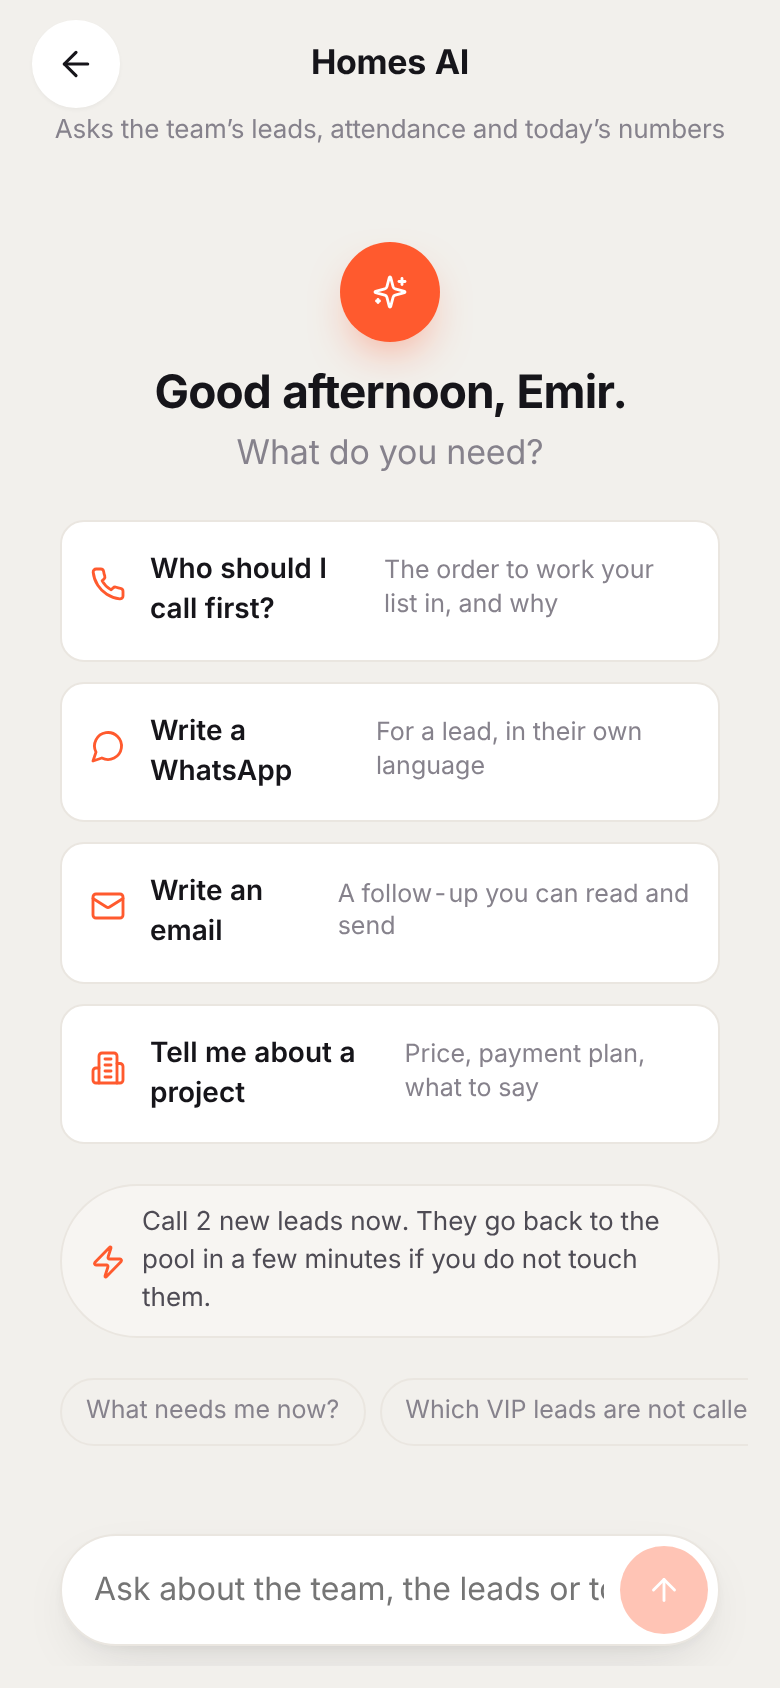 Homes AI
Asks the team’s leads, attendance and today’s numbers
Good afternoon, Emir.
What do you need?
Who should I
call first?
The order to work your
list in, and why
Write a
WhatsApp
For a lead, in their own
language
Write an
email
A follow-up you can read and
send
Tell me about a
project
Price, payment plan,
what to say
Call 2 new leads now. They go back to the
pool in a few minutes if you do not touch
them.
What needs me now?
Which VIP leads are not calle
Ask about the team, the leads or to